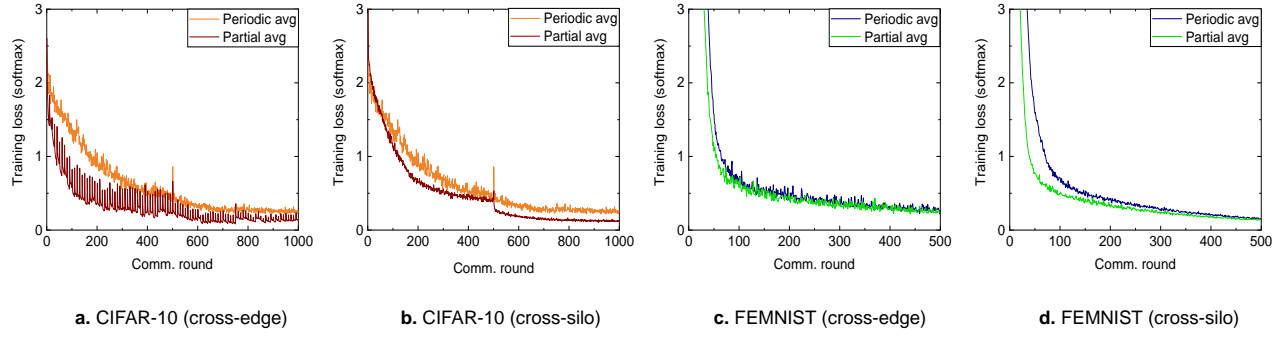 3
2
1
0
Training loss (softmax)
Periodic avg
Partial avg
0 200 400 600 800 1000
Comm. round
a. CIFAR-10 (cross-edge)
3
2
1
0
Training loss (softmax)
Periodic avg
Partial avg
0 200 400 600 800 1000
Comm. round
b. CIFAR-10 (cross-silo)
3
2
1
0
Training loss (softmax)
Periodic avg
Partial avg
0 100 200 300 400 500
Comm. round
c. FEMNIST (cross-edge)
3
2
1
0
Training loss (softmax)
Periodic avg
Partial avg
0 100 200 300 400 500
Comm. round
d. FEMNIST (cross-silo)